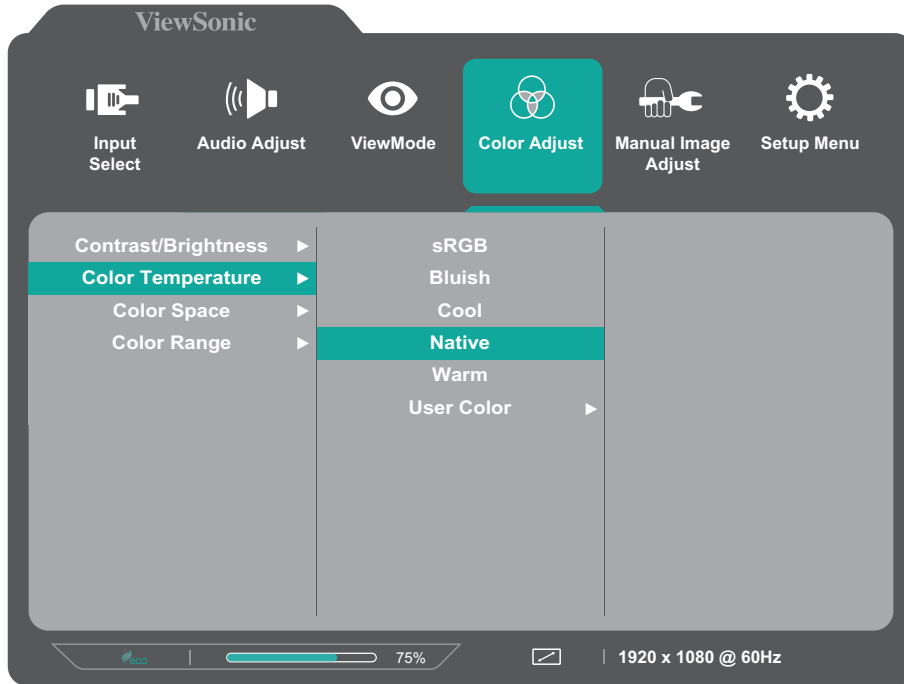 ViewSonic
Input Select
Audio Adjust
ViewMode
Color Adjust
Manual Image Adjust
Setup Menu
Contrast/Brightness
Color Temperature
Color Space
Color Range
sRGB
Bluish
Cool
Native
Warm
User Color
eco
75%
1920 x 1080 @ 60Hz